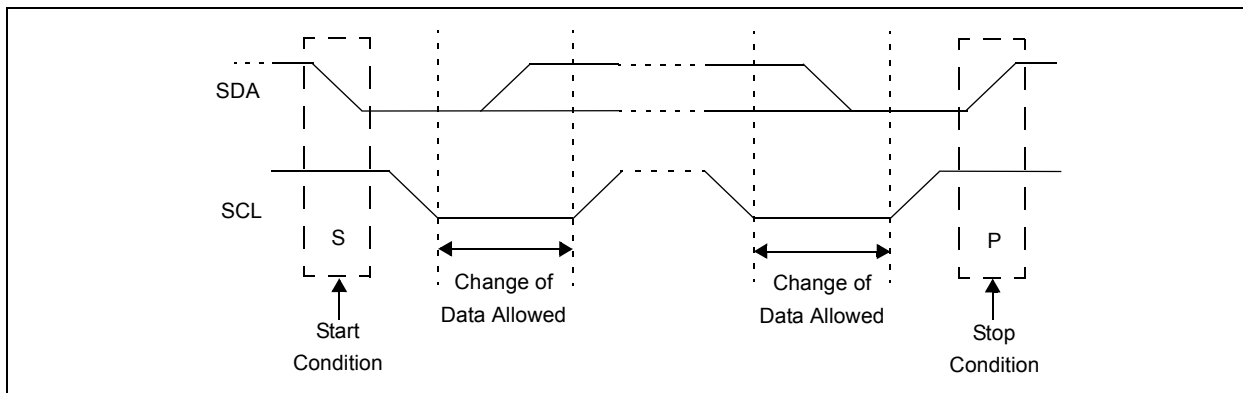 SDA
SCL
S
P
Change of
Data Allowed
Change of
Data Allowed
Start
Condition
Stop
Condition